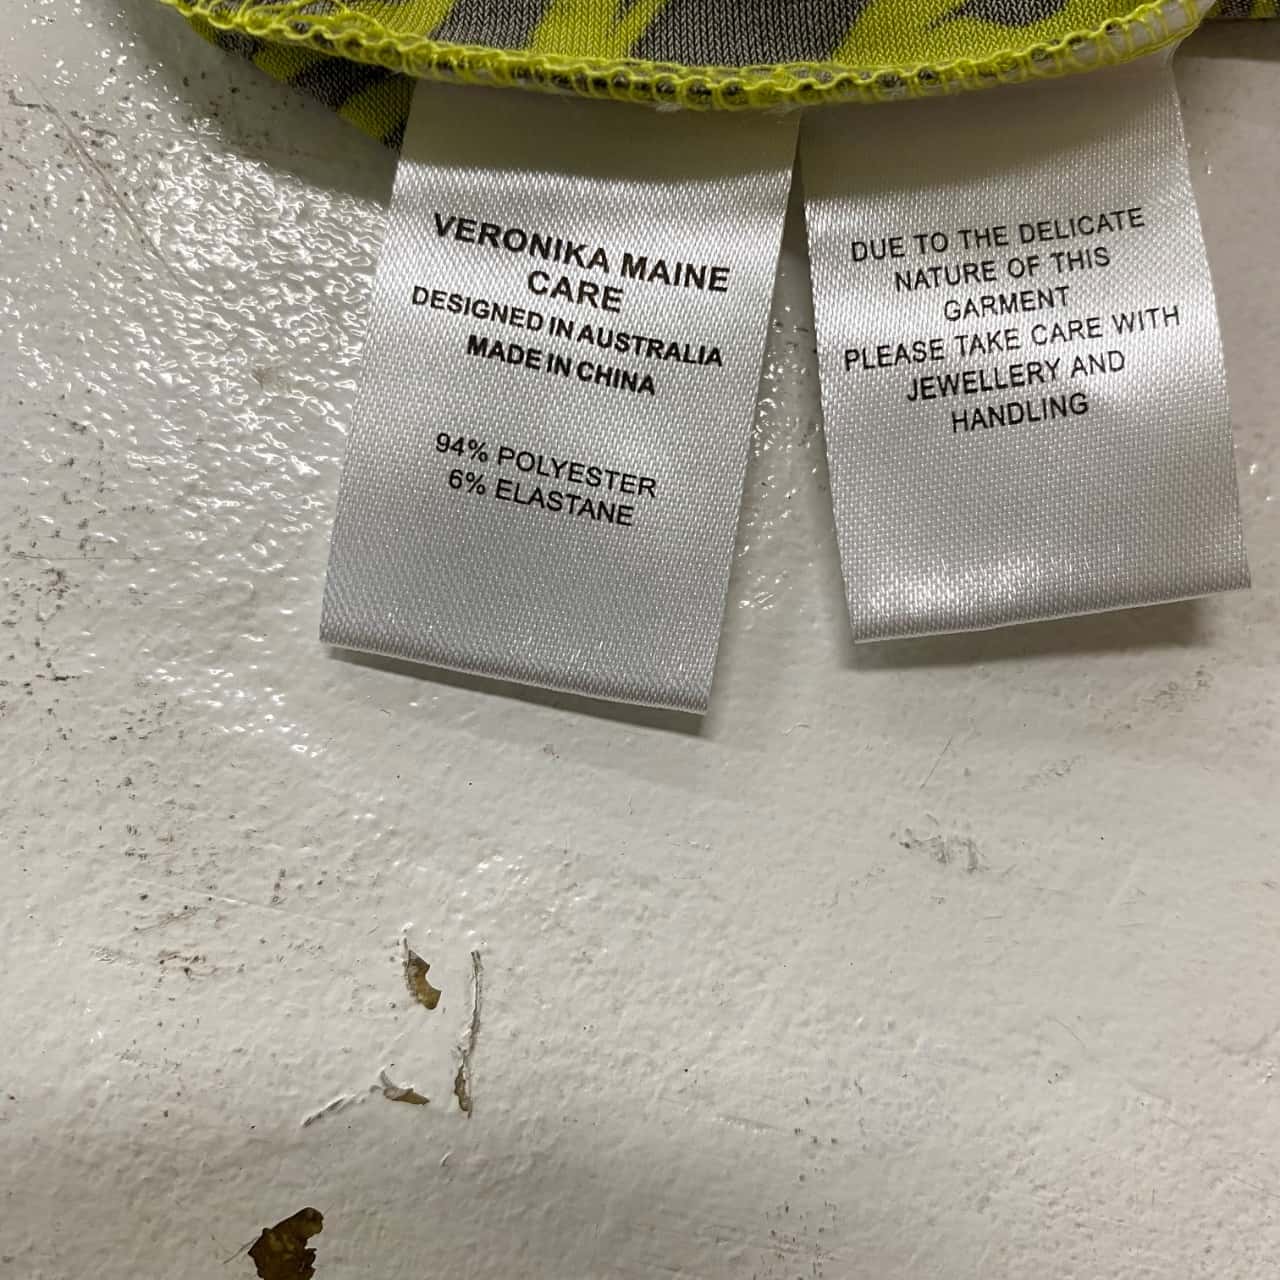 VERONIKA MAINE
CARE
DESIGNED IN AUSTRALIA
MADE IN CHINA
94% POLYESTER
6% ELASTANE
DUE TO THE DELICATE
NATURE OF THIS
GARMENT
PLEASE TAKE CARE WITH
JEWELLERY AND
HANDLING